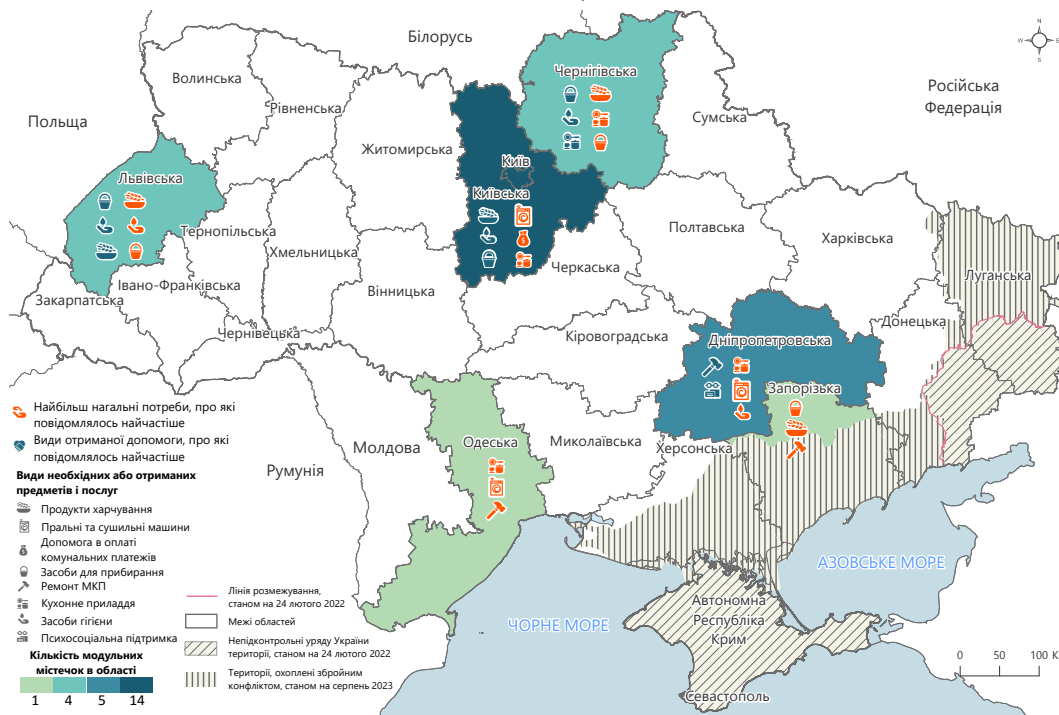 Білорусь
Волинська
Рівненська
Житомирська
Чернігівська
Сумська
Російська
Федерація
Польща
Київ
Київська
Львівська
Тернопільська
Хмельницька
Полтавська
Харківська
Луганська
Черкаська
Вінницька
Івано-Франківська
Закарпатська
Чернівецька
Кіровоградська
Дніпропетровська
Донецька
Запорізька
Молдова
Одеська
Миколаївська
Херсонська
Румунія
АЗОВСЬКЕ МОРЕ
ЧОРНЕ МОРЕ
Автономна
Республіка
Крим
Севастополь
N
W
E
S
Найбільш нагальні потреби, про які
повідомлялось найчастіше
Види отриманої допомоги, про які
повідомлялось найчастіше
Види необхідних або отриманих
предметів і послуг
Продукти харчування
Пральні та сушильні машини
Допомога в оплаті
комунальних платежів
Засоби для прибирання
Ремонт МКП
Кухонне приладдя
Засоби гігієни
Психосоціальна підтримка
Кількість модульних
містечок в області
1 4 5 14
Лінія розмежування,
станом на 24 лютого 2022
Межі областей
Непідконтрольні уряду України
території, станом на 24 лютого 2022
Території, охоплені збройним
конфліктом, станом на серпень 2023
0 50 100 K